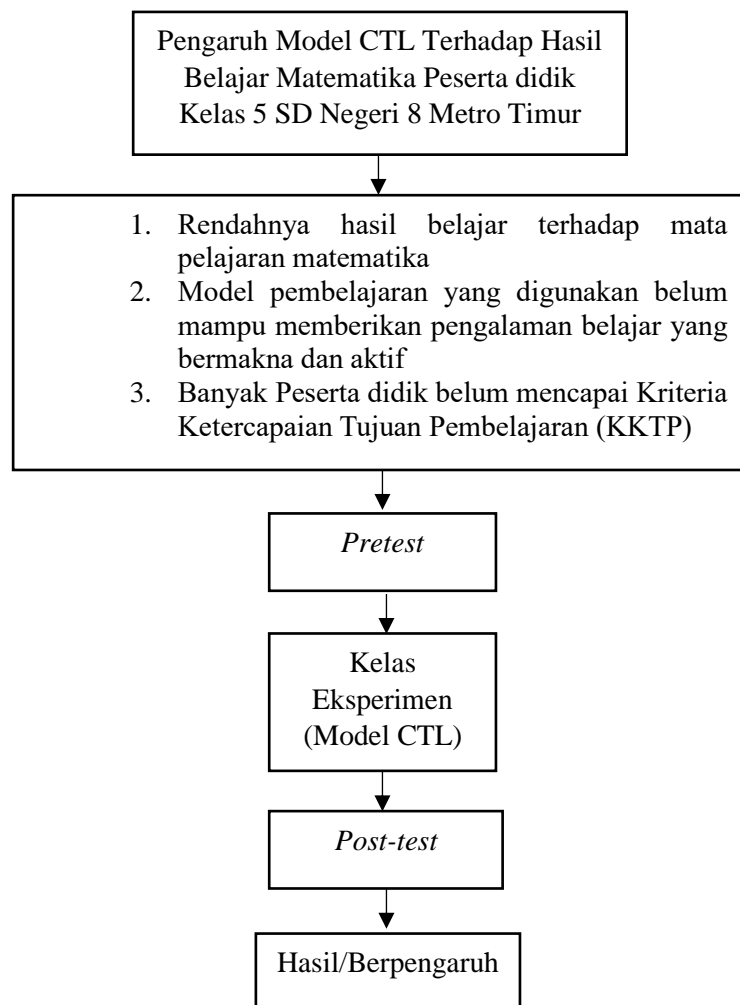 Pengaruh Model CTL Terhadap Hasil
Belajar Matematika Peserta didik
Kelas 5 SD Negeri 8 Metro Timur
1. Rendahnya hasil belajar terhadap mata
pelajaran matematika
2. Model pembelajaran yang digunakan belum
mampu memberikan pengalaman belajar yang
bermakna dan aktif
3. Banyak Peserta didik belum mencapai Kriteria
Ketercapaian Tujuan Pembelajaran (KKTP)
Pretest
Kelas
Eksperimen
(Model CTL)
Post-test
Hasil/Berpengaruh